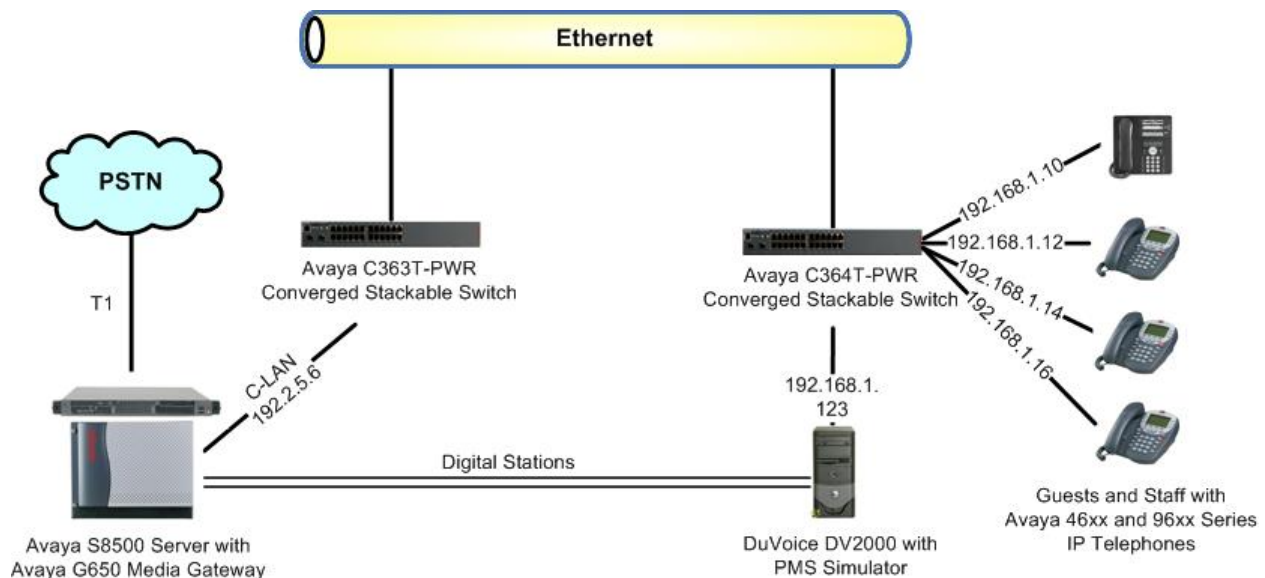 Ethernet
PSTN
T1
Avaya C363T-PWR
Converged Stackable Switch
C-LAN
192.2.5.6
Avaya C364T-PWR
Converged Stackable Switch
192.168.1.10
192.168.1.12
192.168.1.14
192.168.1.16
192.168.1.
123
Digital Stations
Avaya S8500 Server with
Avaya G650 Media Gateway
DuVoice DV2000 with
PMS Simulator
Guests and Staff with
Avaya 46xx and 96xx Series
IP Telephones